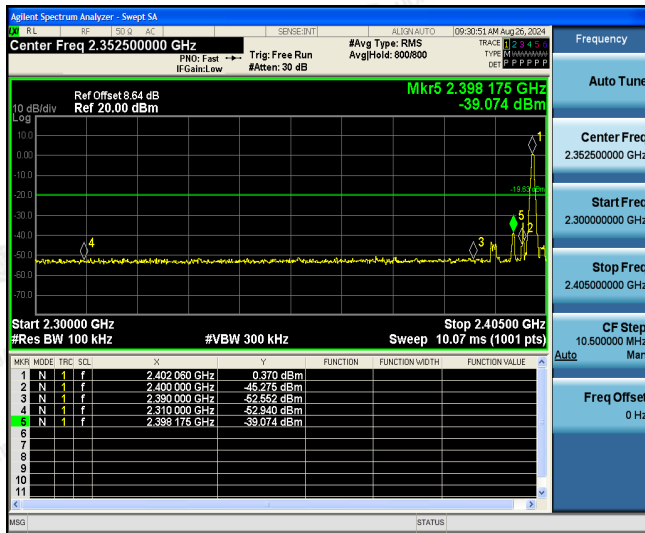 Agilent Spectrum Analyzer - Swept SA
RL RF 50 Ω AC SENSE:INT ALIGN AUTO 09:30:51 AM Aug 26, 2024
Center Freq 2.352500000 GHz
PNO: Fast
IFGain:Low
Trig: Free Run
#Atten: 30 dB
#Avg Type: RMS
Avg|Hold: 800/800
TRACE 1 2 3 4 5 6
TYPE M
DET P P P P P P
Mkr5 2.398 175 GHz
-39.074 dBm
Ref Offset 8.64 dB
Ref 20.00 dBm
10 dB/div
Log
10.0
0.00
-10.0
-20.0
-30.0
-40.0
-50.0
-60.0
-70.0
1
-19.63 dBm
5
2
3
4
Start 2.30000 GHz
Stop 2.40500 GHz
#Res BW 100 kHz
#VBW 300 kHz
Sweep 10.07 ms (1001 pts)
MKR MODE TRC SCL X Y FUNCTION FUNCTION WIDTH FUNCTION VALUE
1 N 1 f 2.402 060 GHz 0.370 dBm
2 N 1 f 2.400 000 GHz -45.275 dBm
3 N 1 f 2.390 000 GHz -52.552 dBm
4 N 1 f 2.310 000 GHz -52.940 dBm
5 N 1 f 2.398 175 GHz -39.074 dBm
6
7
8
9
10
11
MSG STATUS
Frequency
Auto Tune
Center Freq
2.352500000 GHz
Start Freq
2.300000000 GHz
Stop Freq
2.405000000 GHz
CF Step
10.500000 MHz
Auto Man
Freq Offset
0 Hz